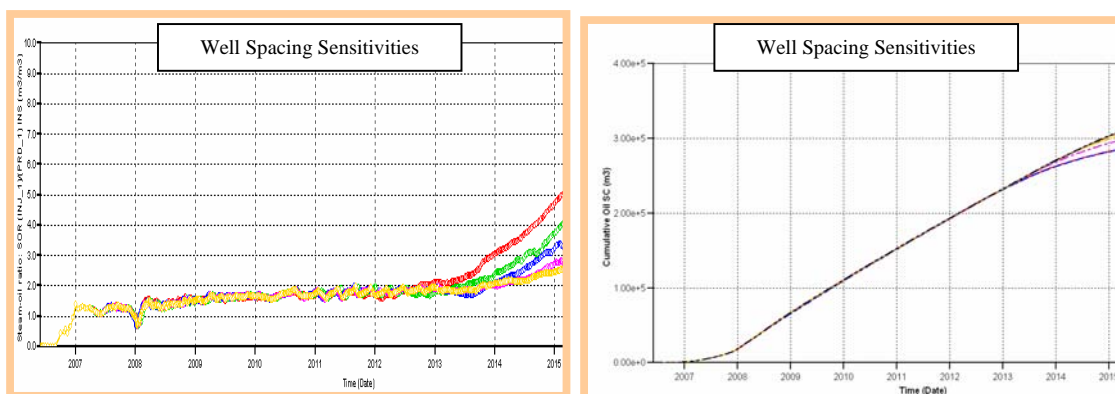 Well Spacing Sensitivities
10.0
9.0
8.0
7.0
6.0
5.0
4.0
3.0
2.0
1.0
0.0
Steam-oil ratio: SOR (INJ_1)/(PRD_1) INS (m3/m3)
2007 2008 2009 2010 2011 2012 2013 2014 2015
Time (Date)
Well Spacing Sensitivities
4.00e+5
3.00e+5
2.00e+5
1.00e+5
0.00e+0
Cumulative Oil SC (m3)
2007 2008 2009 2010 2011 2012 2013 2014 2015
Time (Date)